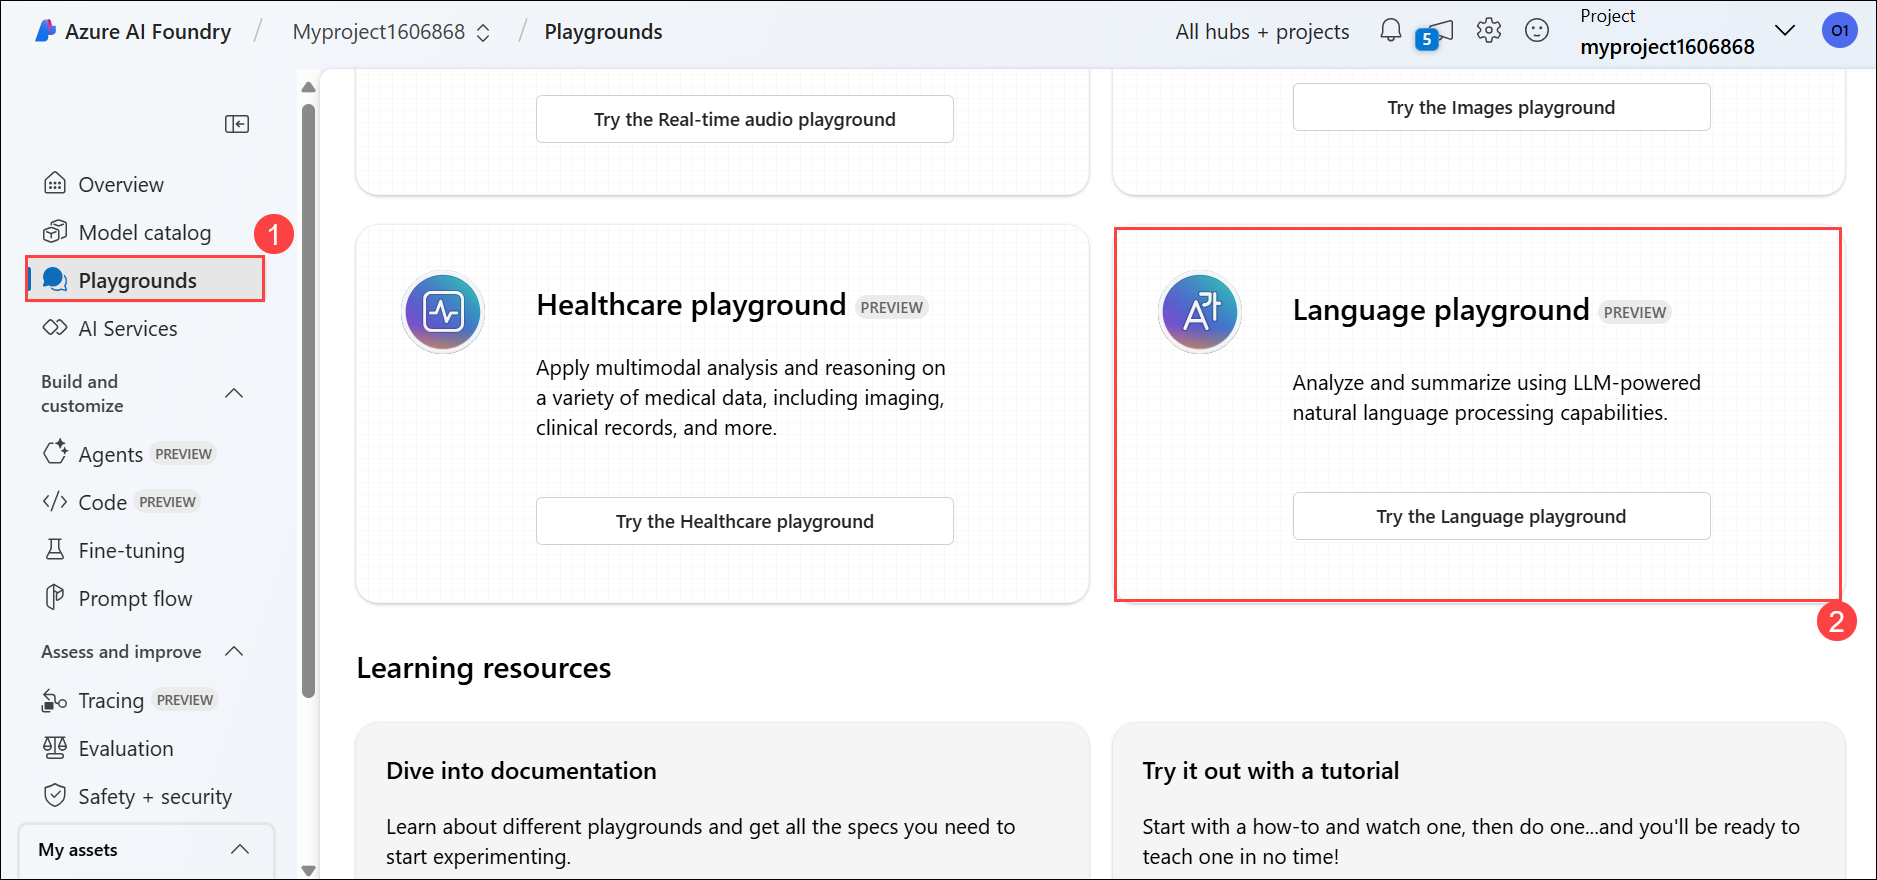 Azure AI Foundry / Myproject1606868 / Playgrounds
All hubs + projects
5
Project
myproject1606868
O1
Overview
Model catalog
1
Playgrounds
AI Services
Build and
customize
Agents PREVIEW
Code PREVIEW
Fine-tuning
Prompt flow
Assess and improve
Tracing PREVIEW
Evaluation
Safety + security
My assets
Try the Real-time audio playground
Try the Images playground
Healthcare playground PREVIEW
Apply multimodal analysis and reasoning on
a variety of medical data, including imaging,
clinical records, and more.
Try the Healthcare playground
A가
Language playground PREVIEW
Analyze and summarize using LLM-powered
natural language processing capabilities.
Try the Language playground
2
Learning resources
Dive into documentation
Learn about different playgrounds and get all the specs you need to
start experimenting.
Try it out with a tutorial
Start with a how-to and watch one, then do one...and you'll be ready to
teach one in no time!